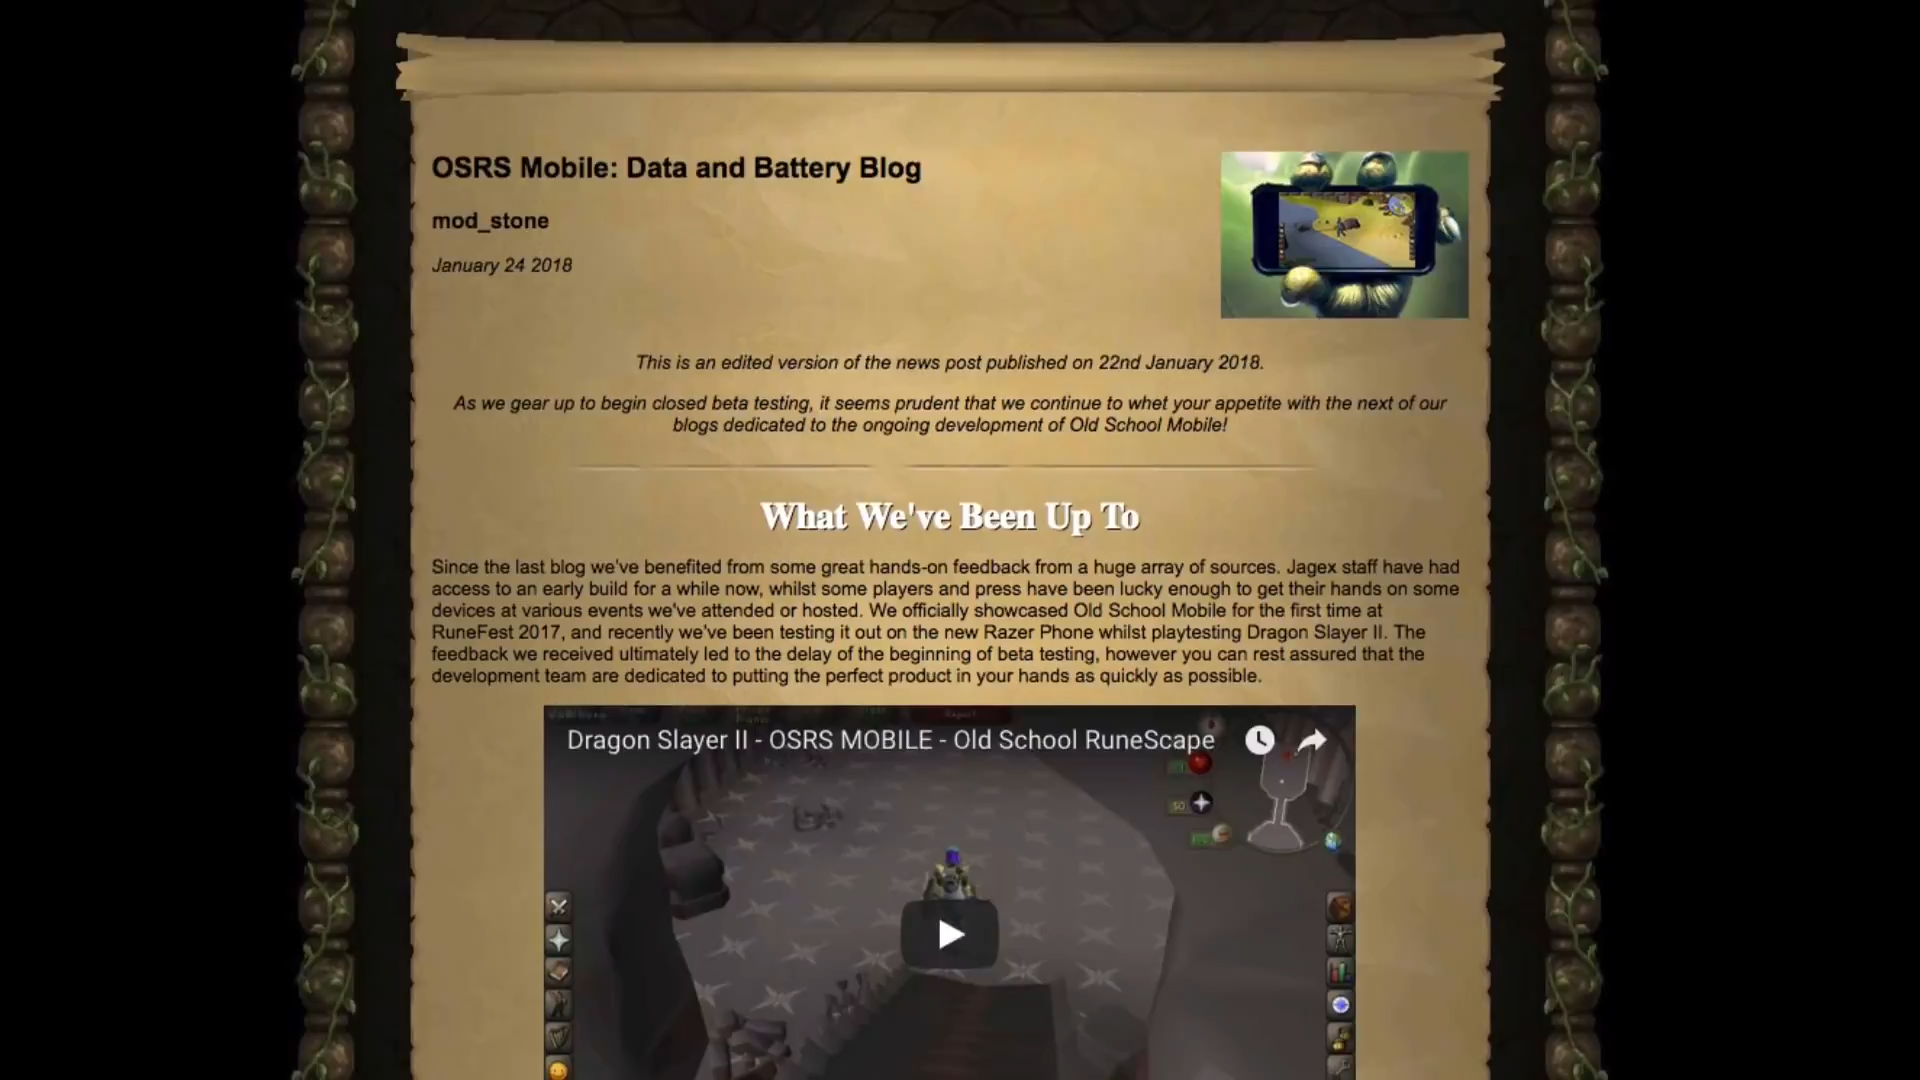 OSRS Mobile: Data and Battery Blog
mod_stone
January 24 2018
This is an edited version of the news post published on 22nd January 2018.
As we gear up to begin closed beta testing, it seems prudent that we continue to whet your appetite with the next of our
blogs dedicated to the ongoing development of Old School Mobile!
What We've Been Up To
Since the last blog we've benefited from some great hands-on feedback from a huge array of sources. Jagex staff have had
access to an early build for a while now, whilst some players and press have been lucky enough to get their hands on some
devices at various events we've attended or hosted. We officially showcased Old School Mobile for the first time at
RuneFest 2017, and recently we've been testing it out on the new Razer Phone whilst playtesting Dragon Slayer II. The
feedback we received ultimately led to the delay of the beginning of beta testing, however you can rest assured that the
development team are dedicated to putting the perfect product in your hands as quickly as possible.
Dragon Slayer II - OSRS MOBILE - Old School RuneScape
50